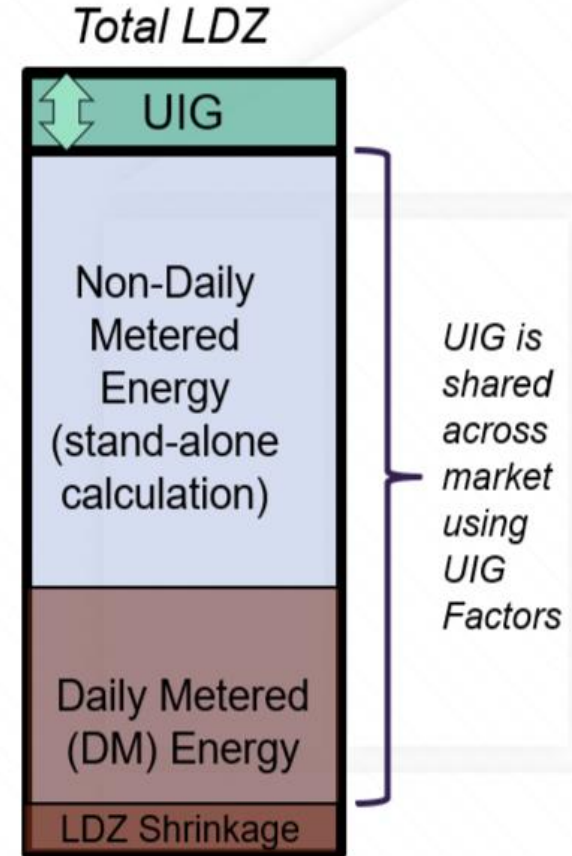 Total LDZ
UIG
Non-Daily
Metered
Energy
(stand-alone
calculation)
UIG is
shared
across
market
using
UIG
Factors
Daily Metered
(DM) Energy
LDZ Shrinkage